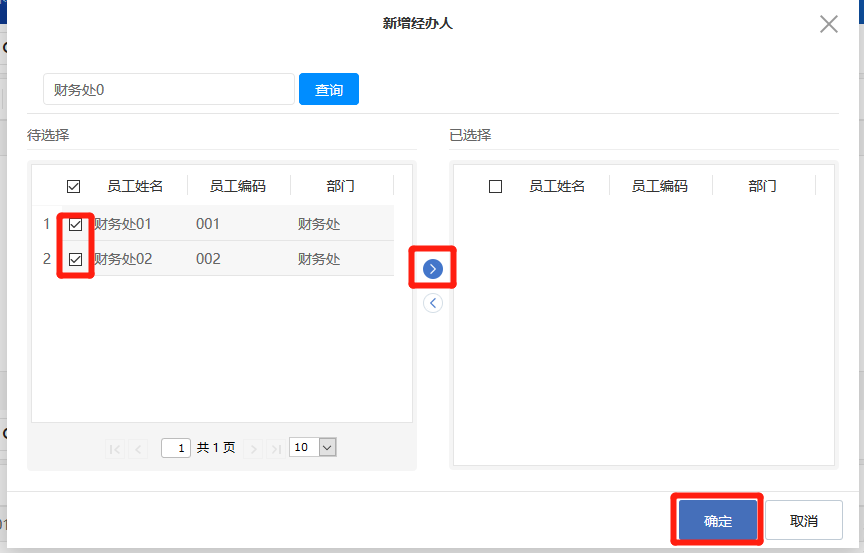 新增经办人
财务处0 查询
待选择
已选择
员工姓名 员工编码 部门
1 财务处01 001 财务处
2 财务处02 002 财务处
员工姓名 员工编码 部门
1 共 1 页 10
确定 取消